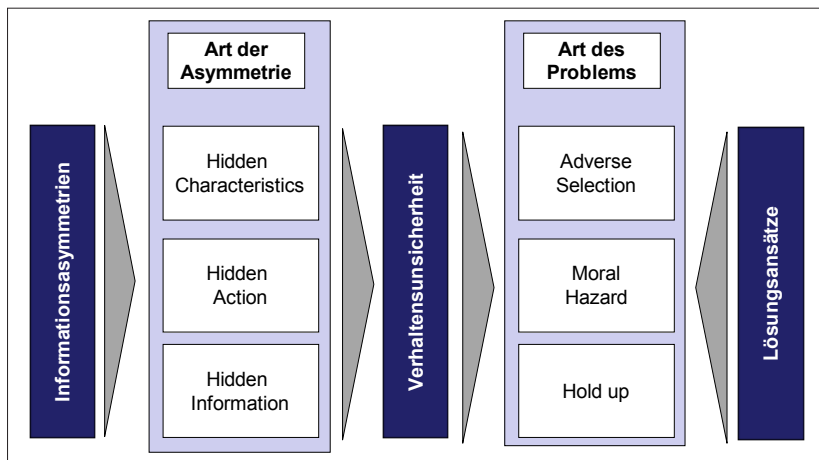 Informationsasymmetrien
Art der
Asymmetrie
Hidden
Characteristics
Hidden
Action
Hidden
Information
Verhaltensunsicherheit
Art des
Problems
Adverse
Selection
Moral
Hazard
Hold up
Lösungsansätze